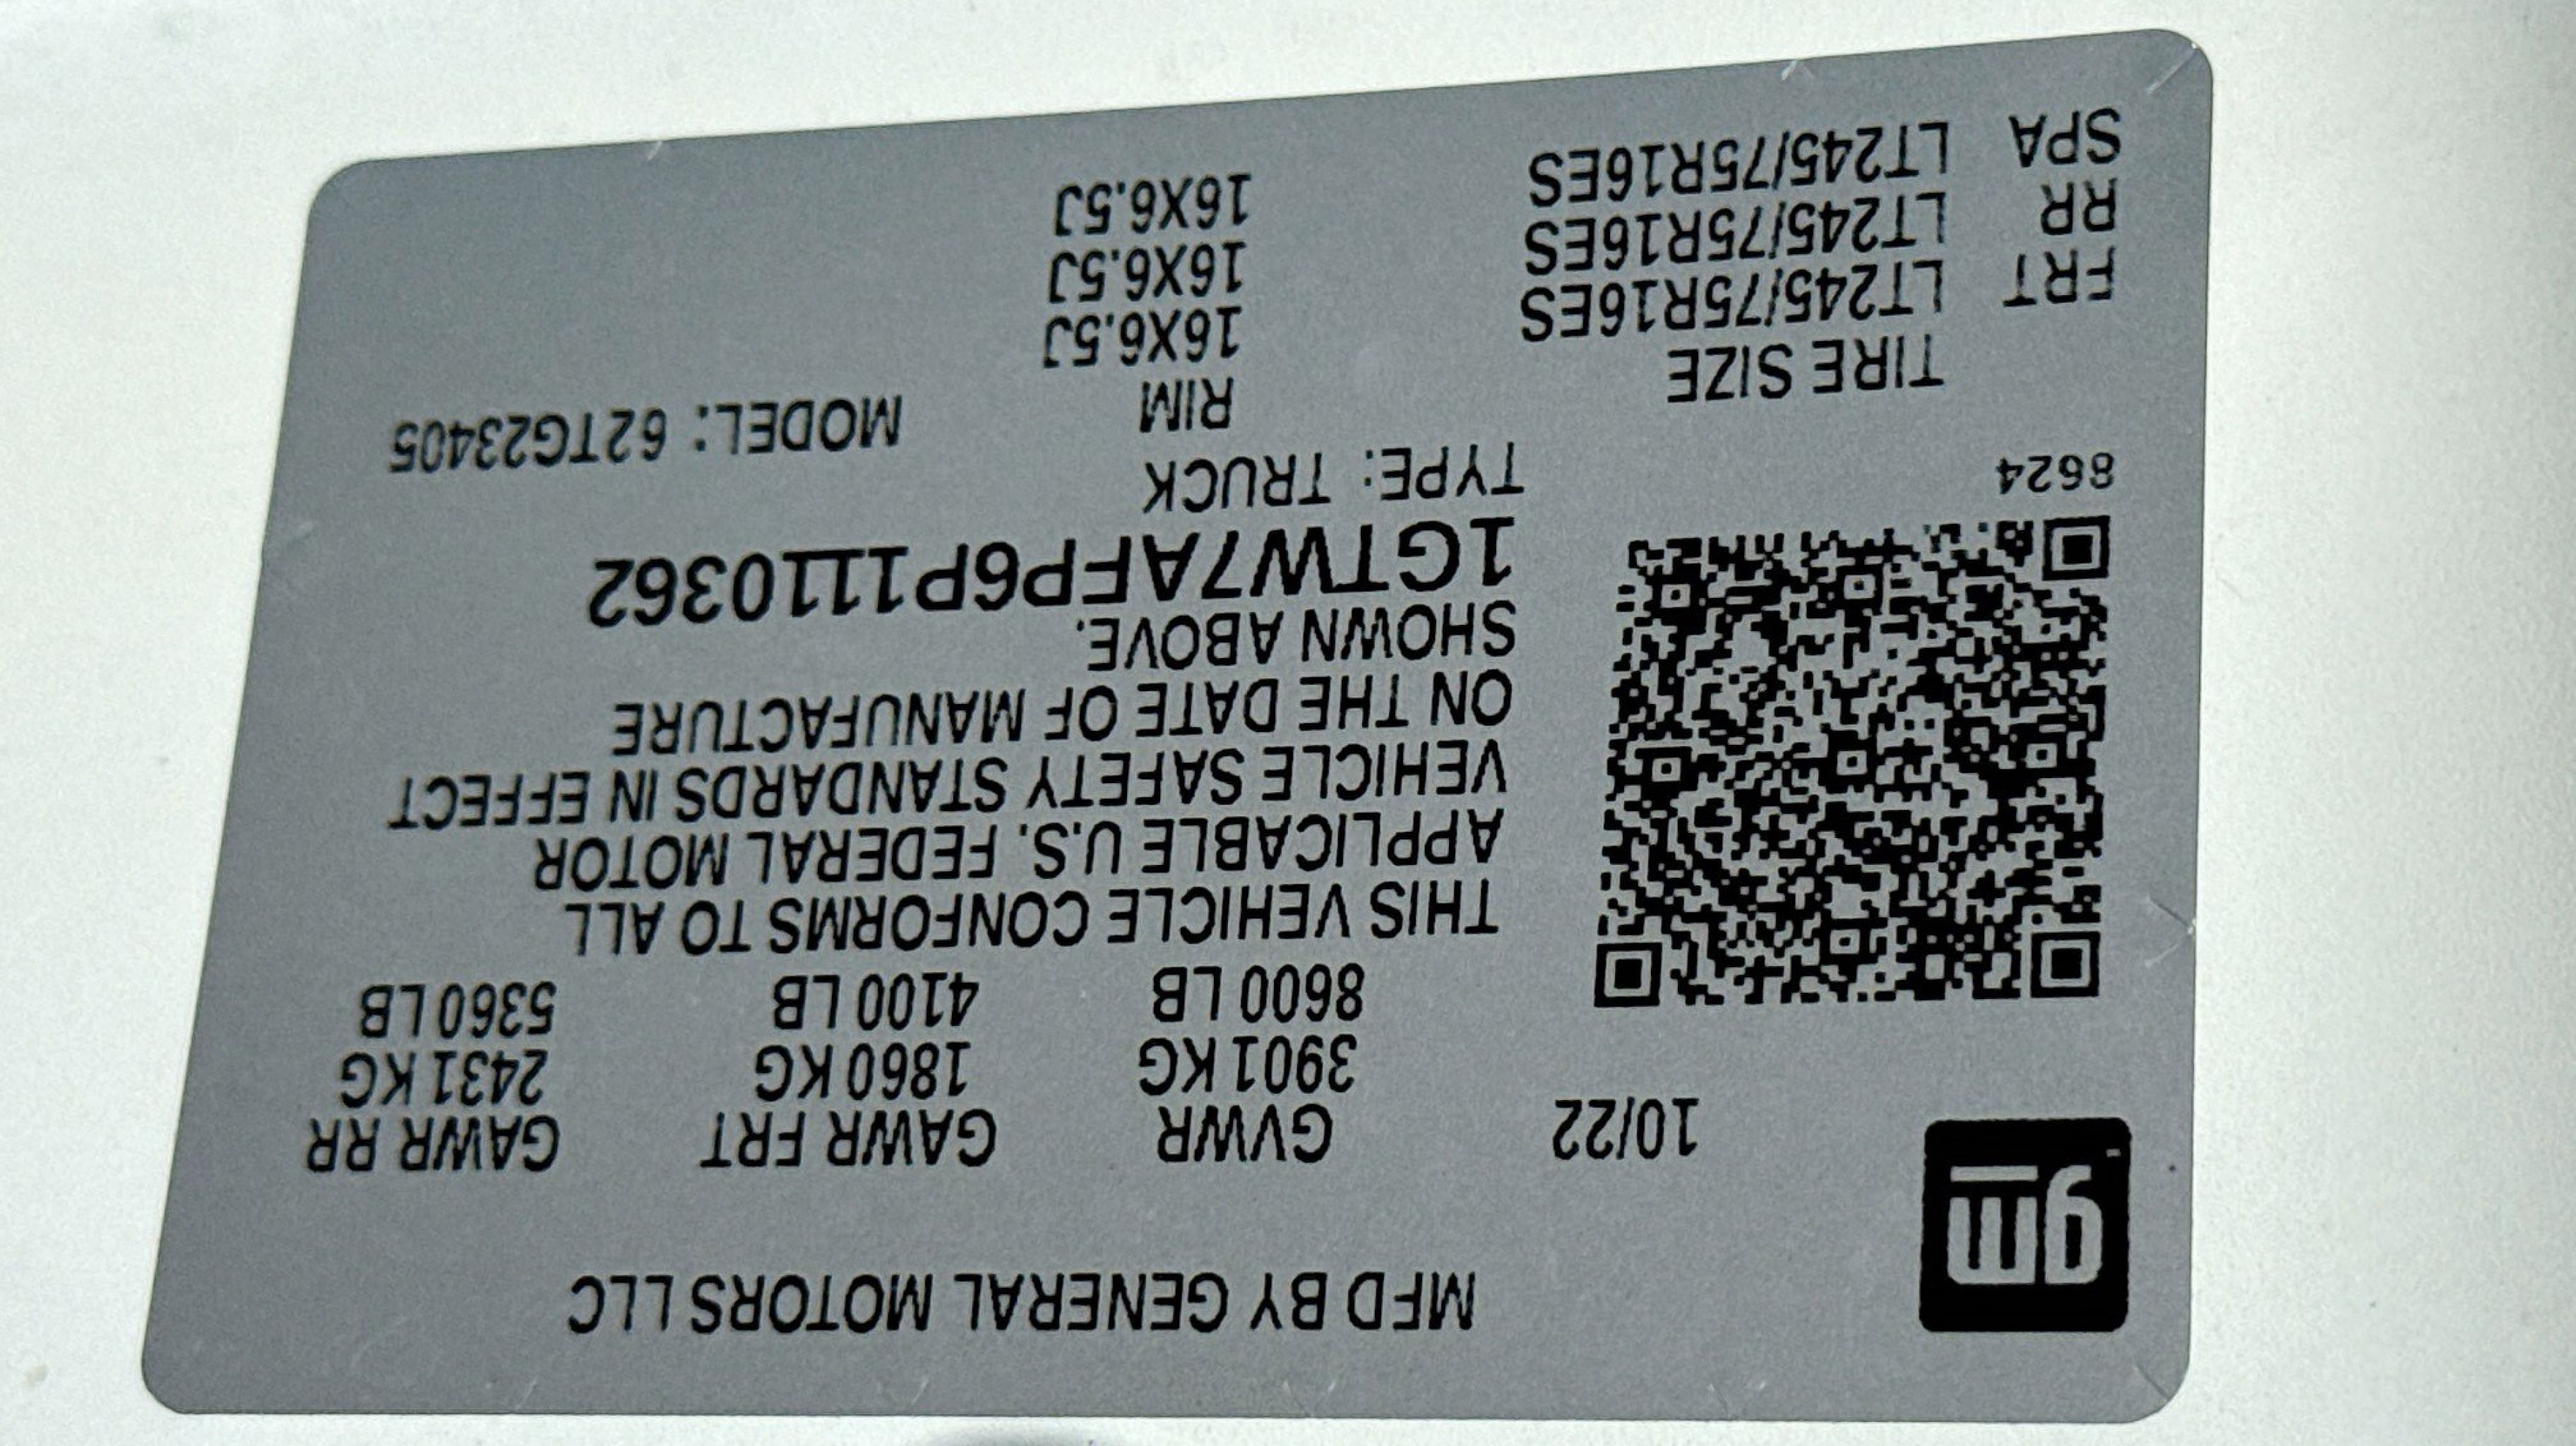 MFD BY GENERAL MOTORS LLC
gm
10/22
GVWR GAWR FRT GAWR RR
3901 KG 1860 KG 2431 KG
8600 LB 4100 LB 5360 LB
THIS VEHICLE CONFORMS TO ALL
APPLICABLE U.S. FEDERAL MOTOR
VEHICLE SAFETY STANDARDS IN EFFECT
ON THE DATE OF MANUFACTURE
SHOWN ABOVE.
1GTW7AFP6P1110362
8624
TYPE: TRUCK MODEL: 62TG23405
TIRE SIZE RIM
FRT LT245/75R16ES 16X6.5J
RR LT245/75R16ES 16X6.5J
SPA LT245/75R16ES 16X6.5J